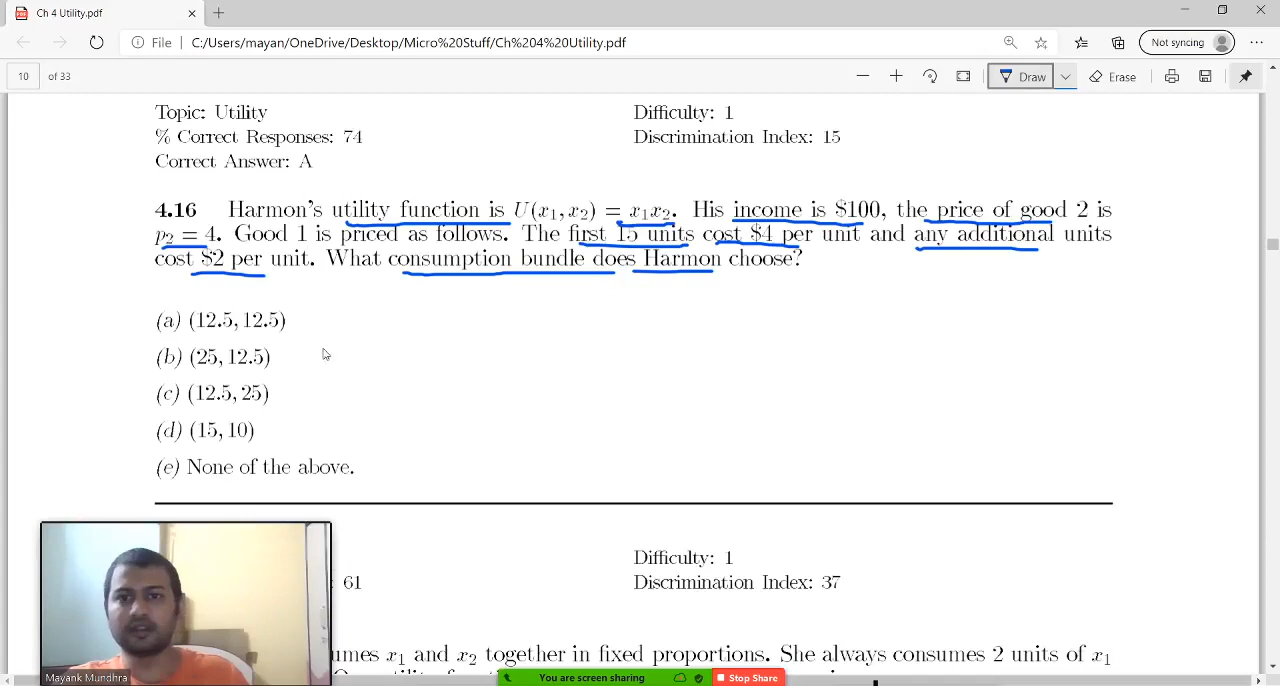 Ch 4 Utility.pdf
File | C:/Users/mayan/OneDrive/Desktop/Micro%20Stuff/Ch%204%20Utility.pdf
Not syncing
10 of 33
Draw
Erase
Topic: Utility
Difficulty: 1
% Correct Responses: 74
Discrimination Index: 15
Correct Answer: A
4.16 Harmon's utility function is U(x₁, x₂) = x₁x₂. His income is $100, the price of good 2 is
p₂ = 4. Good 1 is priced as follows. The first 15 units cost $4 per unit and any additional units
cost $2 per unit. What consumption bundle does Harmon choose?
(a) (12.5, 12.5)
(b) (25, 12.5)
(c) (12.5, 25)
(d) (15, 10)
(e) None of the above.
Difficulty: 1
61
Discrimination Index: 37
umes x₁ and x₂ together in fixed proportions. She always consumes 2 units of x₁
Mayank Mundhra
You are screen sharing
Stop Share